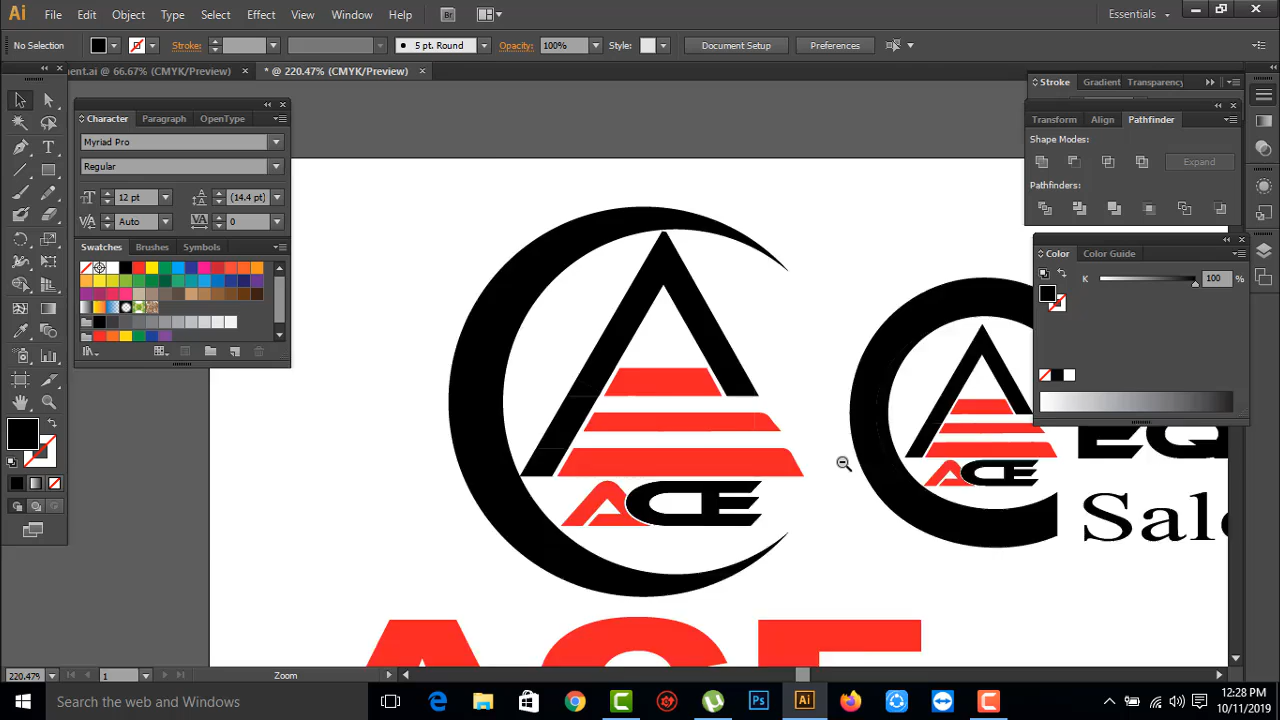 Ai File Edit Object Type Select Effect View Window Help Br Essentials
No Selection Stroke: 5 pt. Round Opacity: 100% Style: Document Setup Preferences
ent.ai @ 66.67% (CMYK/Preview) × * @ 220.47% (CMYK/Preview) ×
Character Paragraph OpenType
Myriad Pro
Regular
12 pt (14.4 pt)
Auto 0
Swatches Brushes Symbols
Stroke Gradient Transparency
Transform Align Pathfinder
Shape Modes:
Expand
Pathfinders:
Color Color Guide
K 100 %
ACE
ACE
EQ
Sale
ACE
220.47% 1 Zoom
Search the web and Windows
Ps Ai
12:28 PM
10/11/2019